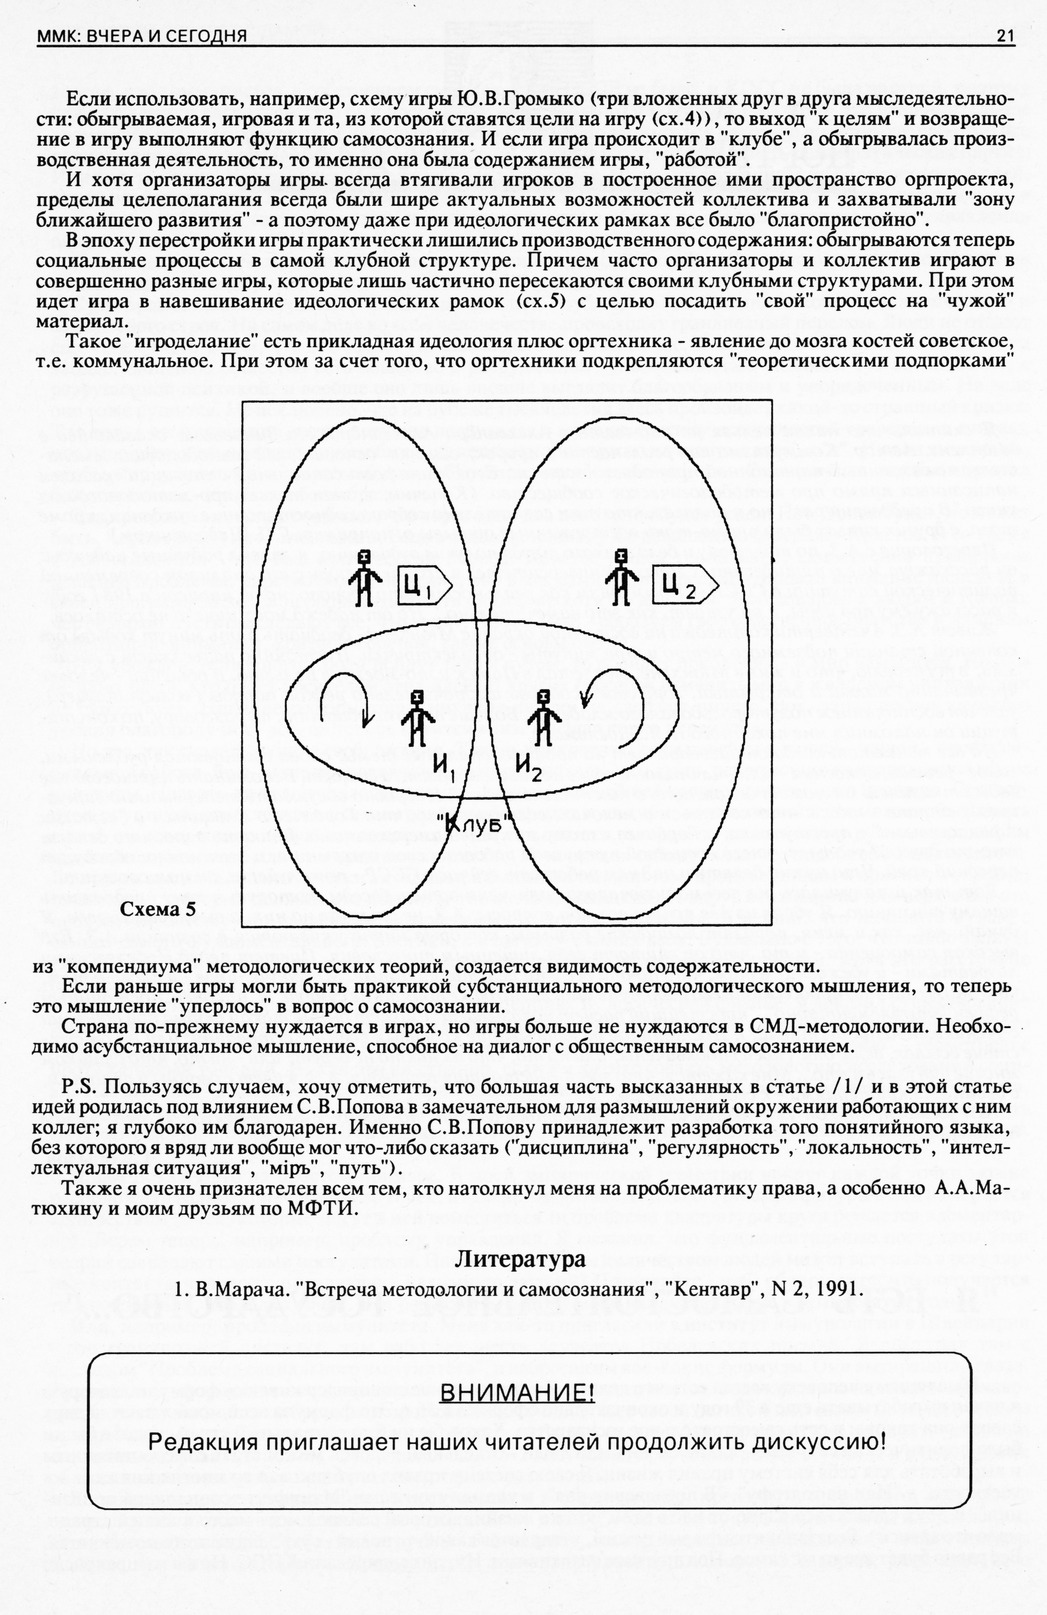 ММК: ВЧЕРА И СЕГОДНЯ 21
Если использовать, например, схему игры Ю.В.Громыко (три вложенных друг в друга мыследеятельно-
сти: обыгрываемая, игровая и та, из которой ставятся цели на игру (сх.4)), то выход "к целям" и возвраще-
ние в игру выполняют функцию самосознания. И если игра происходит в "клубе", а обыгрывалась произ-
водственная деятельность, то именно она была содержанием игры, "работой".
И хотя организаторы игры всегда втягивали игроков в построенное ими пространство оргпроекта,
пределы целеполагания всегда были шире актуальных возможностей коллектива и захватывали "зону
ближайшего развития" - а поэтому даже при идеологических рамках все было "благопристойно".
В эпоху перестройки игры практически лишились производственного содержания: обыгрываются теперь
социальные процессы в самой клубной структуре. Причем часто организаторы и коллектив играют в
совершенно разные игры, которые лишь частично пересекаются своими клубными структурами. При этом
идет игра в навешивание идеологических рамок (сх.5) с целью посадить "свой" процесс на "чужой"
материал.
Такое "игроделание" есть прикладная идеология плюс оргтехника - явление до мозга костей советское,
т.е. коммунальное. При этом за счет того, что оргтехники подкрепляются "теоретическими подпорками"
Ц1 Ц2
И1 И2
"Клуб"
Схема 5
из "компендиума" методологических теорий, создается видимость содержательности.
Если раньше игры могли быть практикой субстанциального методологического мышления, то теперь
это мышление "уперлось" в вопрос о самосознании.
Страна по-прежнему нуждается в играх, но игры больше не нуждаются в СМД-методологии. Необхо-
димо асубстанциальное мышление, способное на диалог с общественным самосознанием.
P.S. Пользуясь случаем, хочу отметить, что большая часть высказанных в статье /1/ и в этой статье
идей родилась под влиянием С.В.Попова в замечательном для размышлений окружении работающих с ним
коллег; я глубоко им благодарен. Именно С.В.Попову принадлежит разработка того понятийного языка,
без которого я вряд ли вообще мог что-либо сказать ("дисциплина", "регулярность", "локальность", "интел-
лектуальная ситуация", "мiръ", "путь").
Также я очень признателен всем тем, кто натолкнул меня на проблематику права, а особенно А.А.Ма-
тюхину и моим друзьям по МФТИ.
Литература
1. В.Марача. "Встреча методологии и самосознания", "Кентавр", N 2, 1991.
ВНИМАНИЕ!
Редакция приглашает наших читателей продолжить дискуссию!